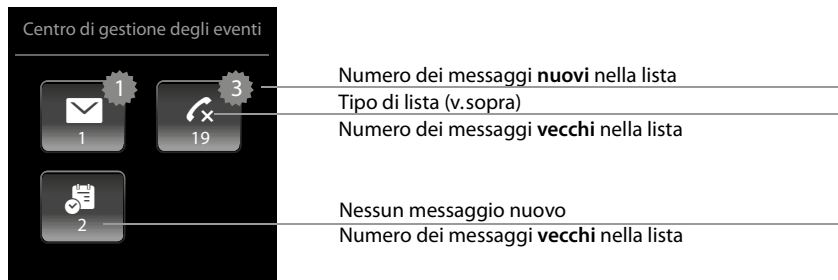 Centro di gestione degli eventi
1
3
1
19
2
Numero dei messaggi nuovi nella lista
Tipo di lista (v.sopra)
Numero dei messaggi vecchi nella lista
Nessun messaggio nuovo
Numero dei messaggi vecchi nella lista